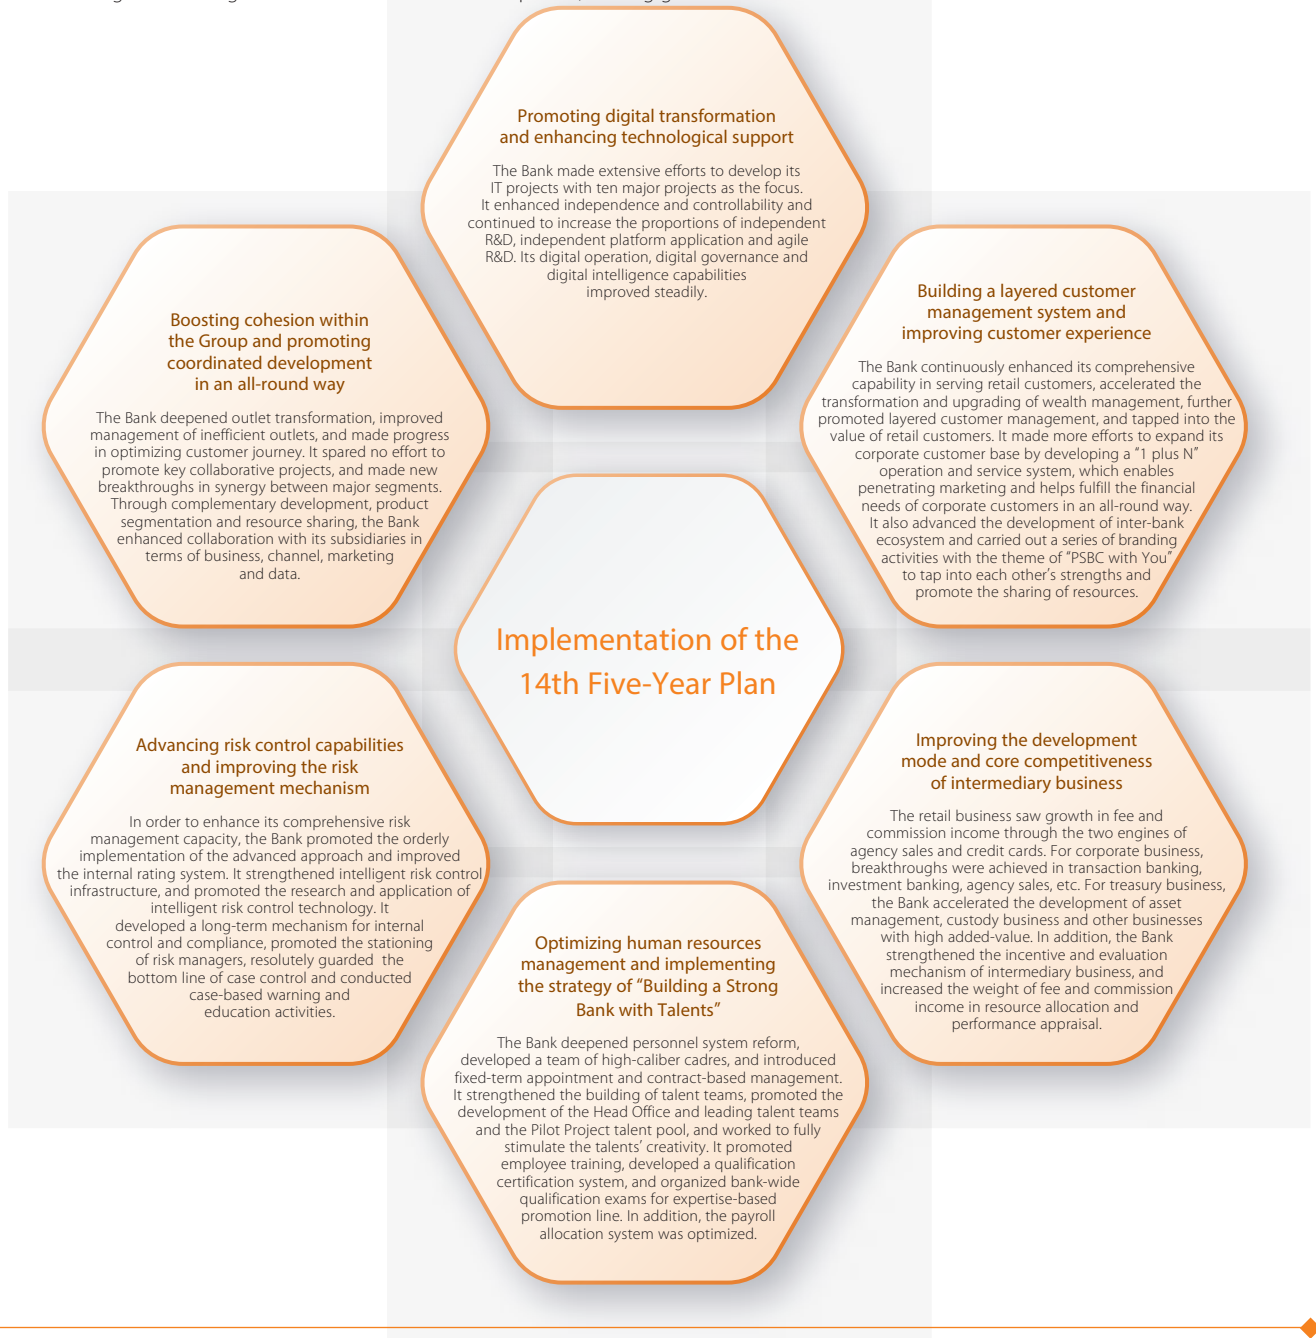 Promoting digital transformation
and enhancing technological support
The Bank made extensive efforts to develop its
IT projects with ten major projects as the focus.
It enhanced independence and controllability and
continued to increase the proportions of independent
R&D, independent platform application and agile
R&D. Its digital operation, digital governance and
digital intelligence capabilities
improved steadily.
Building a layered customer
management system and
improving customer experience
The Bank continuously enhanced its comprehensive
capability in serving retail customers, accelerated the
transformation and upgrading of wealth management, further
promoted layered customer management, and tapped into the
value of retail customers. It made more efforts to expand its
corporate customer base by developing a “1 plus N”
operation and service system, which enables
penetrating marketing and helps fulfill the financial
needs of corporate customers in an all-round way.
It also advanced the development of inter-bank
ecosystem and carried out a series of branding
activities with the theme of “PSBC with You”
to tap into each other’s strengths and
promote the sharing of resources.
Boosting cohesion within
the Group and promoting
coordinated development
in an all-round way
The Bank deepened outlet transformation, improved
management of inefficient outlets, and made progress
in optimizing customer journey. It spared no effort to
promote key collaborative projects, and made new
breakthroughs in synergy between major segments.
Through complementary development, product
segmentation and resource sharing, the Bank
enhanced collaboration with its subsidiaries in
terms of business, channel, marketing
and data.
Implementation of the
14th Five-Year Plan
Advancing risk control capabilities
and improving the risk
management mechanism
In order to enhance its comprehensive risk
management capacity, the Bank promoted the orderly
implementation of the advanced approach and improved
the internal rating system. It strengthened intelligent risk control
infrastructure, and promoted the research and application of
intelligent risk control technology. It
developed a long-term mechanism for internal
control and compliance, promoted the stationing
of risk managers, resolutely guarded the
bottom line of case control and conducted
case-based warning and
education activities.
Improving the development
mode and core competitiveness
of intermediary business
The retail business saw growth in fee and
commission income through the two engines of
agency sales and credit cards. For corporate business,
breakthroughs were achieved in transaction banking,
investment banking, agency sales, etc. For treasury business,
the Bank accelerated the development of asset
management, custody business and other businesses
with high added-value. In addition, the Bank
strengthened the incentive and evaluation
mechanism of intermediary business, and
increased the weight of fee and commission
income in resource allocation and
performance appraisal.
Optimizing human resources
management and implementing
the strategy of “Building a Strong
Bank with Talents”
The Bank deepened personnel system reform,
developed a team of high-caliber cadres, and introduced
fixed-term appointment and contract-based management.
It strengthened the building of talent teams, promoted the
development of the Head Office and leading talent teams
and the Pilot Project talent pool, and worked to fully
stimulate the talents’ creativity. It promoted
employee training, developed a qualification
certification system, and organized bank-wide
qualification exams for expertise-based
promotion line. In addition, the payroll
allocation system was optimized.